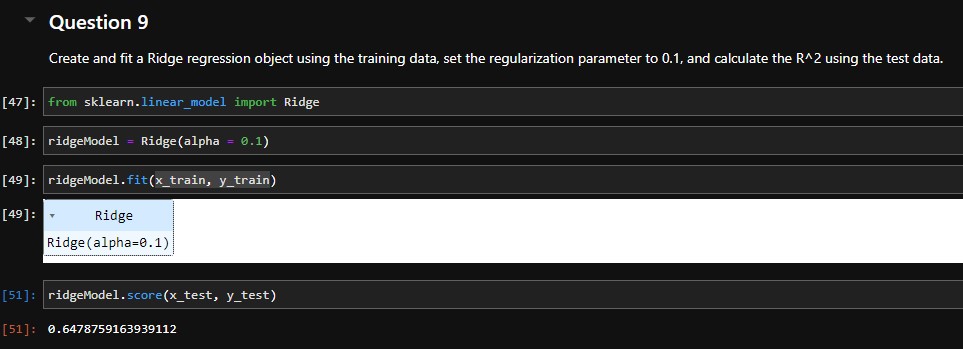 Question 9
Create and fit a Ridge regression object using the training data, set the regularization parameter to 0.1, and calculate the R^2 using the test data.
[47]: from sklearn.linear_model import Ridge
[48]: ridgeModel = Ridge(alpha = 0.1)
[49]: ridgeModel.fit(x_train, y_train)
[49]: ▾ Ridge
Ridge(alpha=0.1)
[51]: ridgeModel.score(x_test, y_test)
[51]: 0.6478759163939112